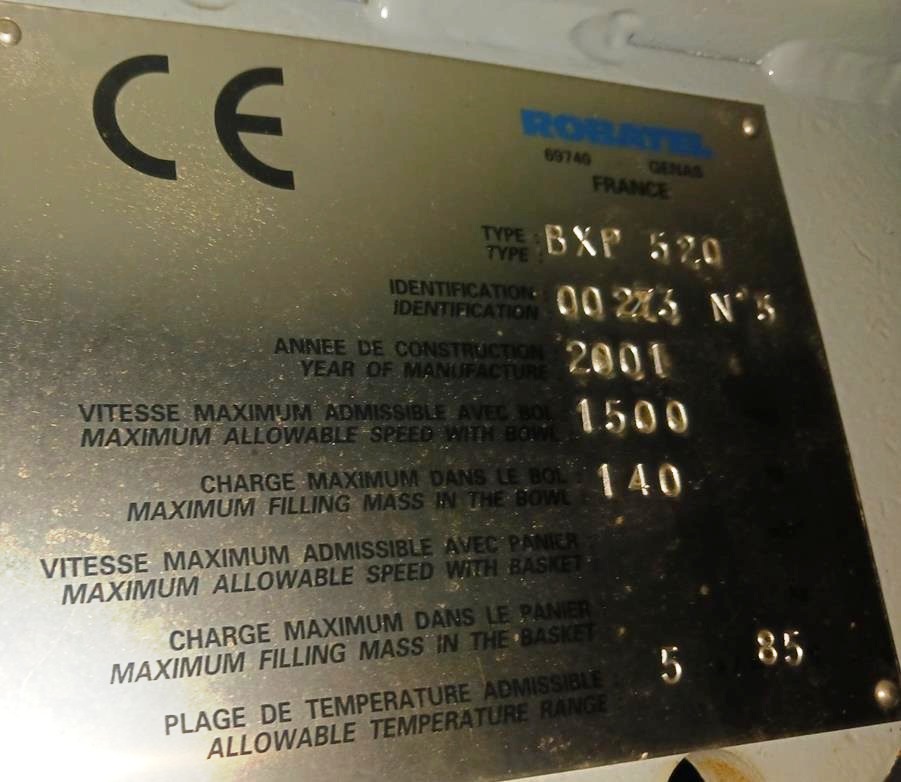 CE
ROBATEL
69740 GENAS
FRANCE
TYPE : BXP 520
TYPE :
IDENTIFICATION : N° 3
IDENTIFICATION :
ANNEE DE CONSTRUCTION : 2001
YEAR OF MANUFACTURE :
VITESSE MAXIMUM ADMISSIBLE AVEC BOL : 1500
MAXIMUM ALLOWABLE SPEED WITH BOWL :
CHARGE MAXIMUM DANS LE BOL : 140
MAXIMUM FILLING MASS IN THE BOWL :
VITESSE MAXIMUM ADMISSIBLE AVEC PANIER :
MAXIMUM ALLOWABLE SPEED WITH BASKET :
CHARGE MAXIMUM DANS LE PANIER :
MAXIMUM FILLING MASS IN THE BASKET :
PLAGE DE TEMPERATURE ADMISSIBLE : 5 85
ALLOWABLE TEMPERATURE RANGE :